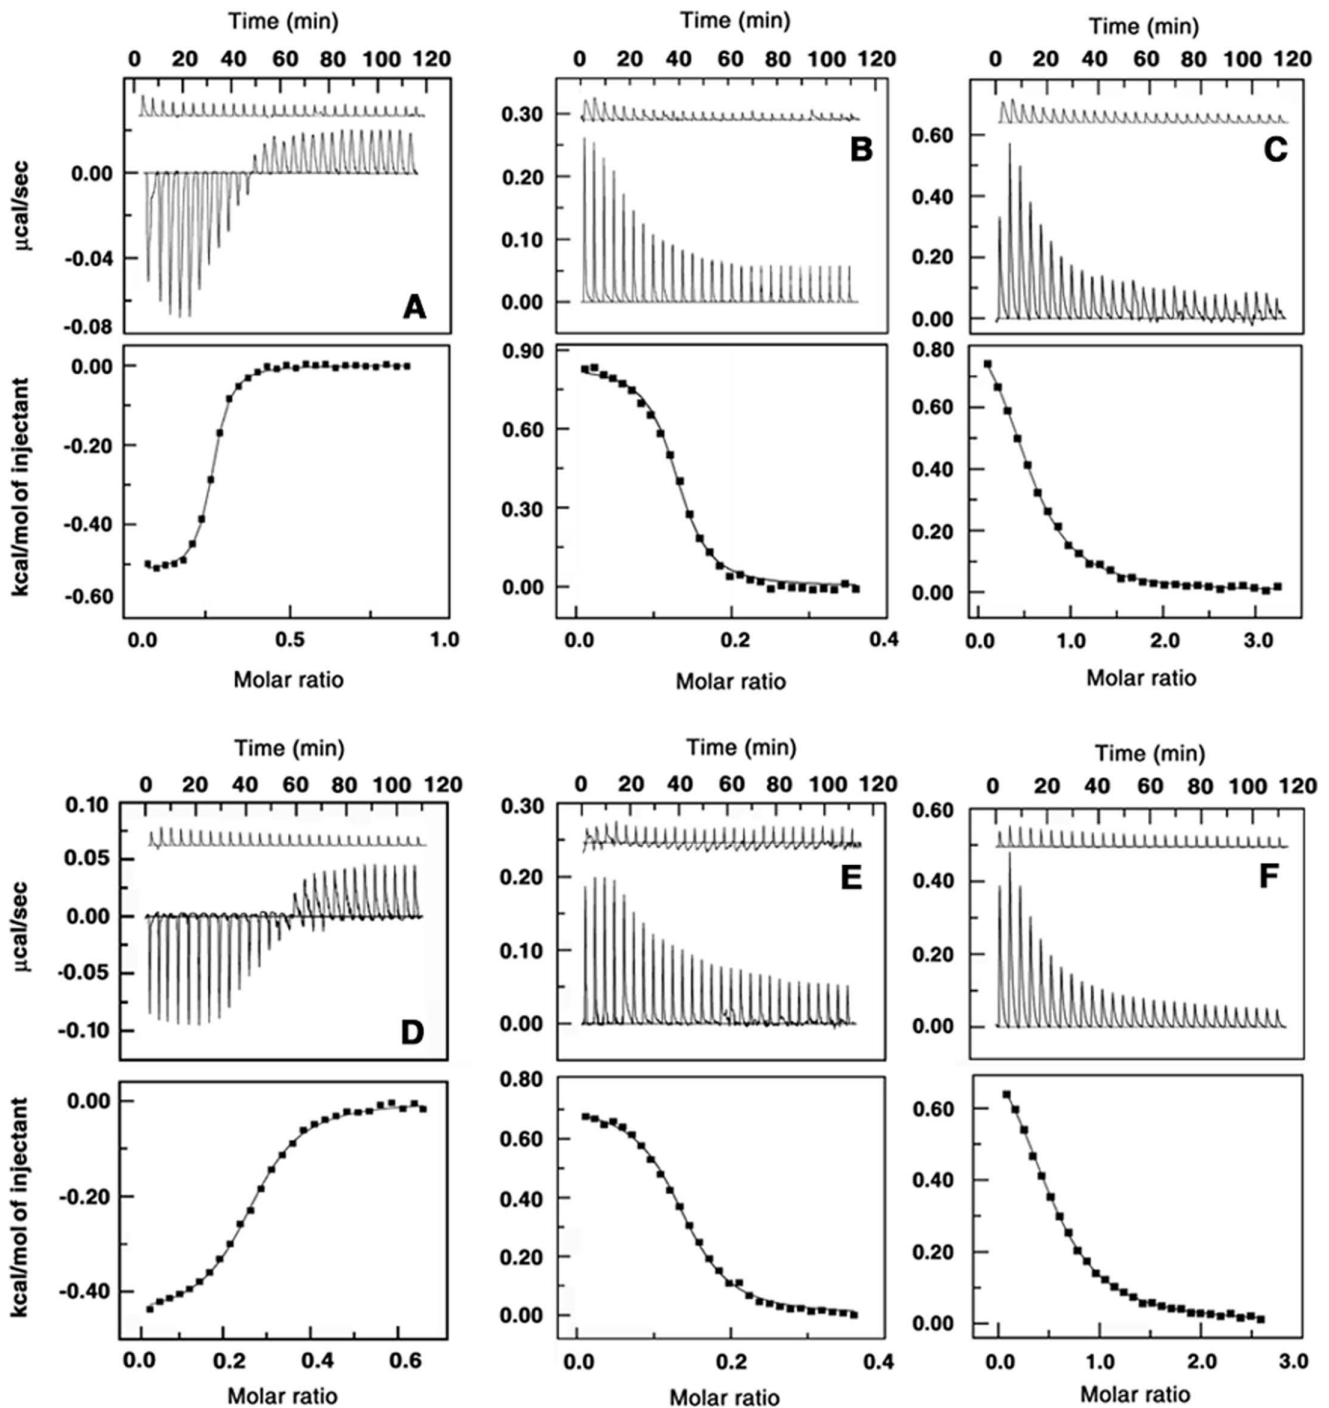 Time (min) Time (min) Time (min)
0 20 40 60 80 100 120 0 20 40 60 80 100 120 0 20 40 60 80 100 120
µcal/sec
0.00
-0.04
-0.08
A
0.30
0.20
0.10
0.00
B
0.60
0.40
0.20
0.00
C
kcal/mol of injectant
0.00
-0.20
-0.40
-0.60
0.90
0.60
0.30
0.00
0.80
0.60
0.40
0.20
0.00
0.0 0.5 1.0 0.0 0.2 0.4 0.0 1.0 2.0 3.0
Molar ratio Molar ratio Molar ratio
Time (min) Time (min) Time (min)
0 20 40 60 80 100 120 0 20 40 60 80 100 120 0 20 40 60 80 100 120
µcal/sec
0.10
0.05
0.00
-0.05
-0.10
D
0.30
0.20
0.10
0.00
E
0.60
0.40
0.20
0.00
F
kcal/mol of injectant
0.00
-0.20
-0.40
0.80
0.60
0.40
0.20
0.00
0.60
0.40
0.20
0.00
0.0 0.2 0.4 0.6 0.0 0.2 0.4 0.0 1.0 2.0 3.0
Molar ratio Molar ratio Molar ratio